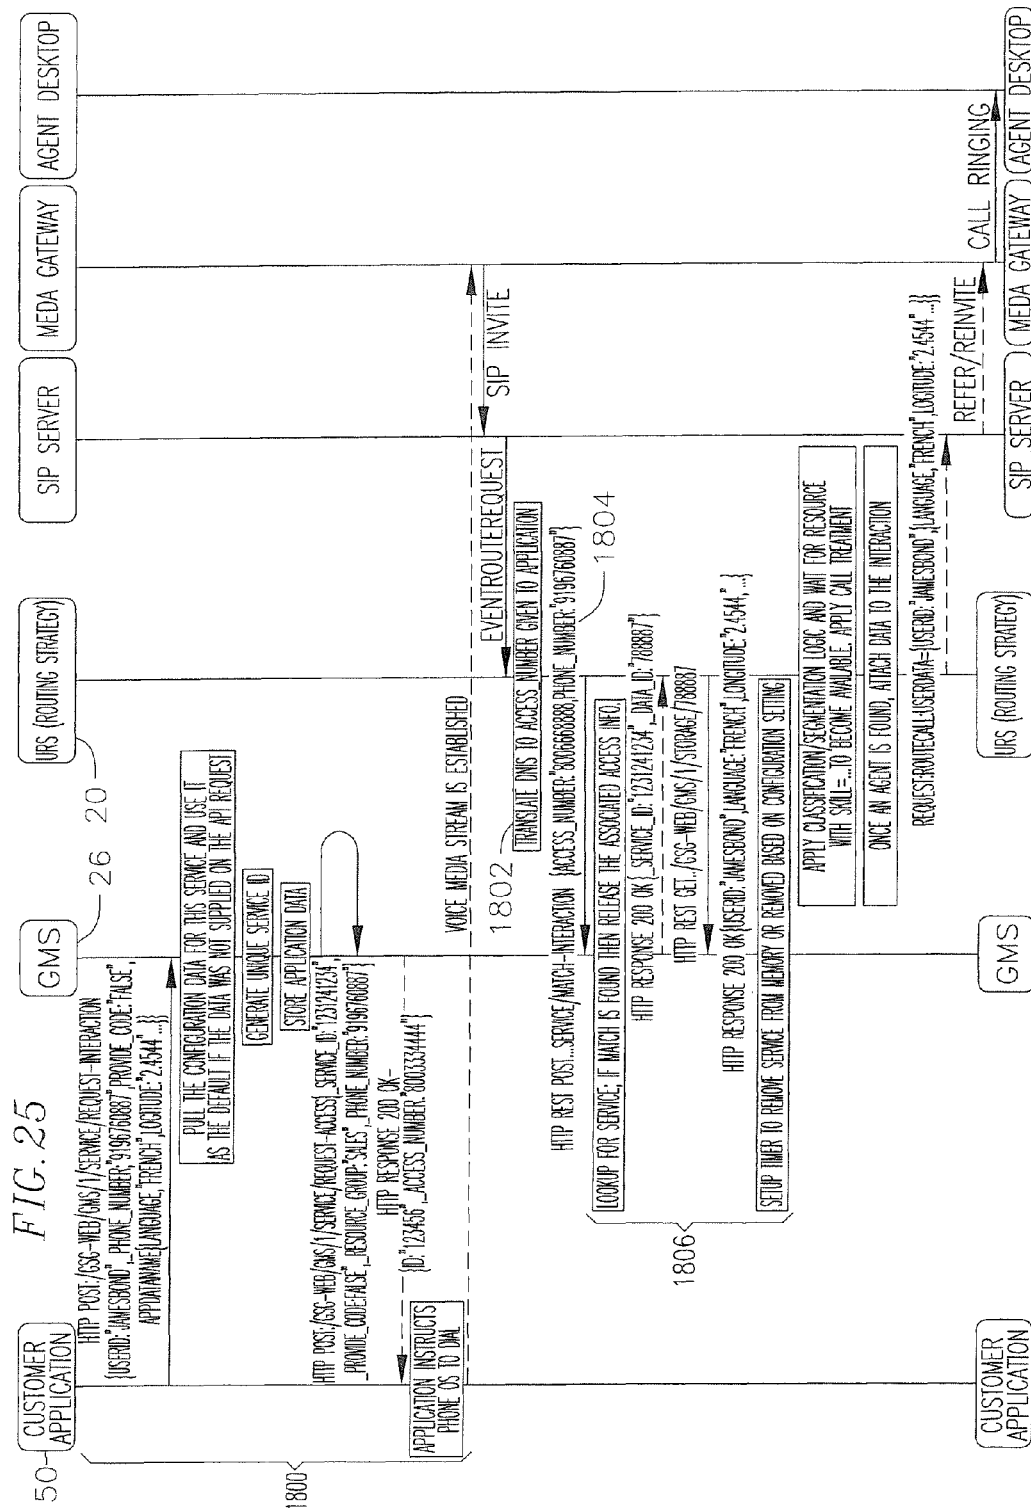 FIG. 25
50
CUSTOMER
APPLICATION
GMS
26
URS (ROUTING STRATEGY)
20
SIP SERVER
MEDA GATEWAY
AGENT DESKTOP
1800
HTTP POST:/GSG-WEB/GMS/1/SERVICE/REQUEST-INTERACTION
{USERID:"JAMESBOND",_PHONE_NUMBER;"9196760887",PROVIDE_CODE:"FALSE",
APPDATANAME{LANGUAGE,"FRENCH",LOGITUDE:"2.4544"...}}
PULL THE CONFIGURATION DATA FOR THIS SERVICE AND USE IT
AS THE DEFAULT IF THE DATA WAS NOT SUPPLIED ON THE API REQUEST
GENERATE UNIQUE SERVICE ID
STORE APPLICATION DATA
HTTP POST:/GSG-WEB/GMS/1/SERVICE/REQUEST-ACCESS{_SERVICE_ID:"1231241234",
_PROVIDE_CODE:FALSE",_RESOURCE_GROUP:"SALES",_PHONE_NUMBER:"9196760887"}
HTTP RESPONSE 200 OK-
{ID:"123456",_ACCESS_NUMBER:"8003334444"}
APPLICATION INSTRUCTS
PHONE OS TO DIAL
VOICE MEDIA STREAM IS ESTABLISHED
SIP INVITE
EVENTROUTEREQUEST
1802
TRANSLATE DNIS TO ACCESS_NUMBER GIVEN TO APPLICATION
HTTP REST POST...SERVICE/MATCH-INTERACTION {ACCESS_NUMBER:"8006668888,PHONE_NUMBER:"9196760887"}
1804
LOOKUP FOR SERVICE; IF MATCH IS FOUND THEN RELEASE THE ASSOCIATED ACCESS INFO.
HTTP RESPONSE 200 OK {_SERVICE_ID:"1231241234",_DATA_ID:"788887"}
HTTP REST GET../GSG-WEB/GMS/1/STORAGE/788887
1806
HTTP RESPONSE 200 OK{USERID:"JAMESBOND",LANGUAGE"FRENCH",LONGITUDE:"2.4544",...}
SETUP TIMER TO REMOVE SERVICE FROM MEMORY OR REMOVED BASED ON CONFIGURATION SETTING
APPLY CLASSIFICATION/SEGMENTATION LOGIC AND WAIT FOR RESOURCE
WITH SKILL=...TO BECOME AVAILABLE. APPLY CALL TREATMENT
ONCE AN AGENT IS FOUND, ATTACH DATA TO THE INTERACTION
REQUEST:ROUTECALL:USERDATA={USERID:"JAMESBOND",{LANGUAGE,"FRENCH",LOGITUDE:"2.4544"...}}
REFER/REINVITE
CALL RINGING
CUSTOMER
APPLICATION
GMS
URS (ROUTING STRATEGY)
SIP SERVER
MEDA GATEWAY
AGENT DESKTOP